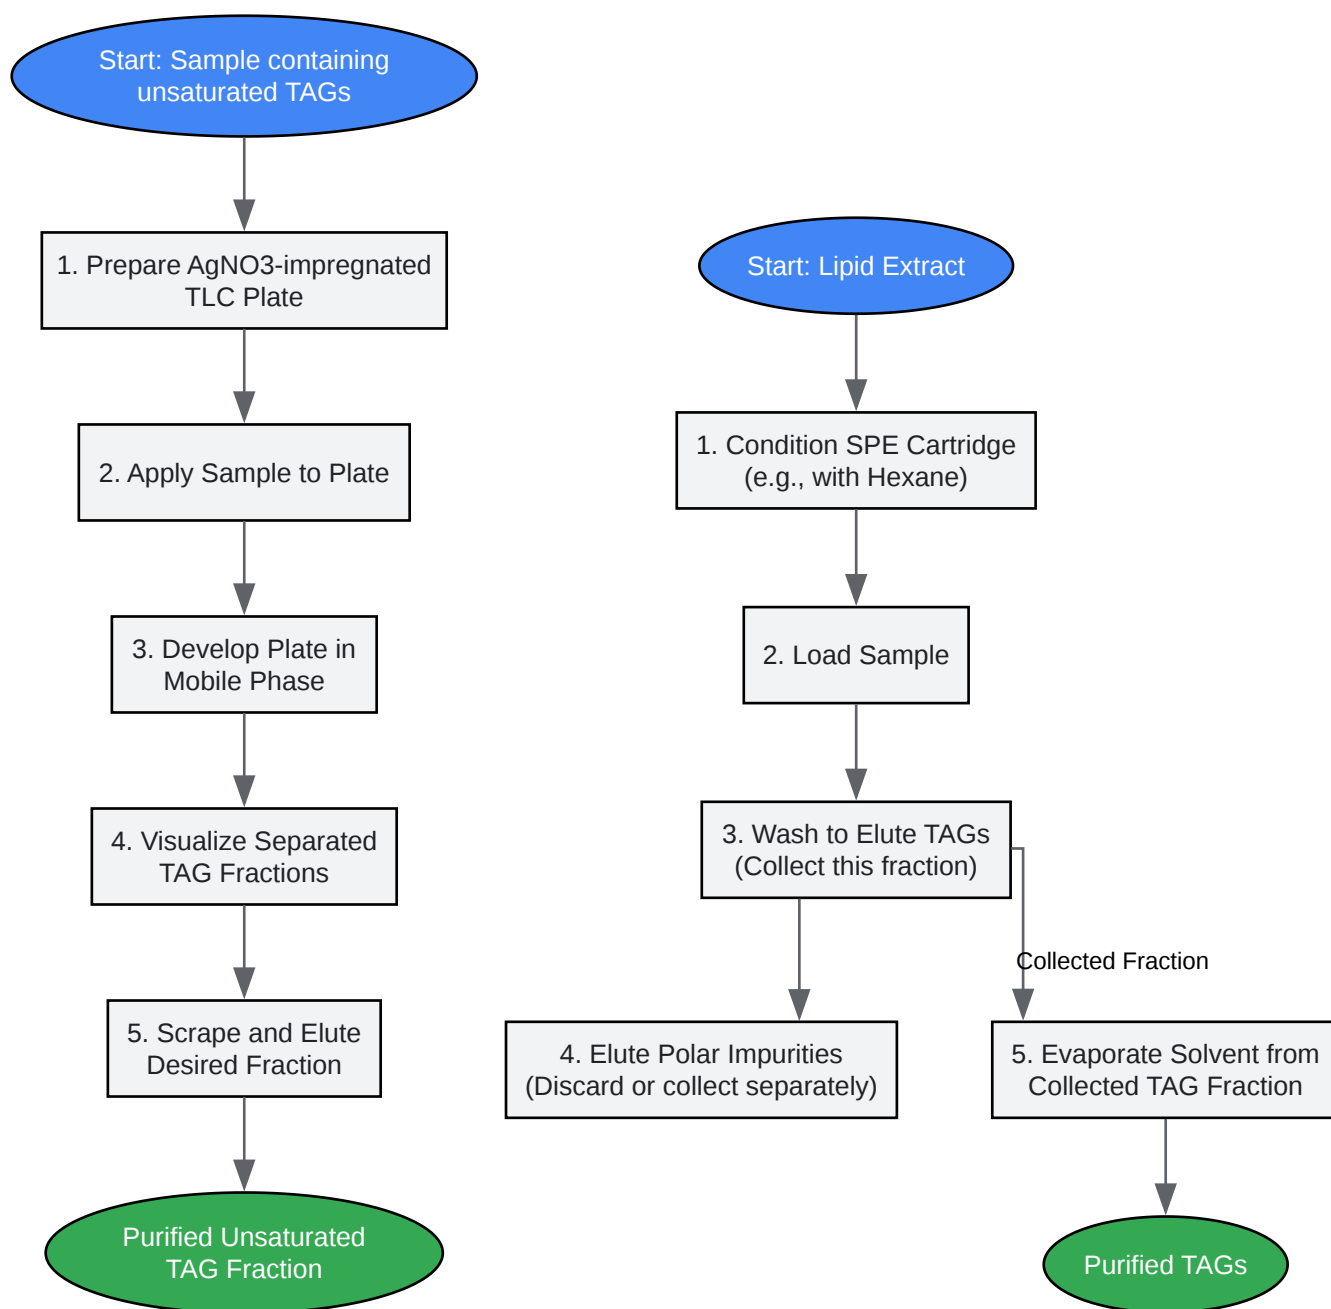 Start: Sample containing
unsaturated TAGs
1. Prepare AgNO3-impregnated
TLC Plate
2. Apply Sample to Plate
3. Develop Plate in
Mobile Phase
4. Visualize Separated
TAG Fractions
5. Scrape and Elute
Desired Fraction
Purified Unsaturated
TAG Fraction
Start: Lipid Extract
1. Condition SPE Cartridge
(e.g., with Hexane)
2. Load Sample
3. Wash to Elute TAGs
(Collect this fraction)
Collected Fraction
4. Elute Polar Impurities
(Discard or collect separately)
5. Evaporate Solvent from
Collected TAG Fraction
Purified TAGs